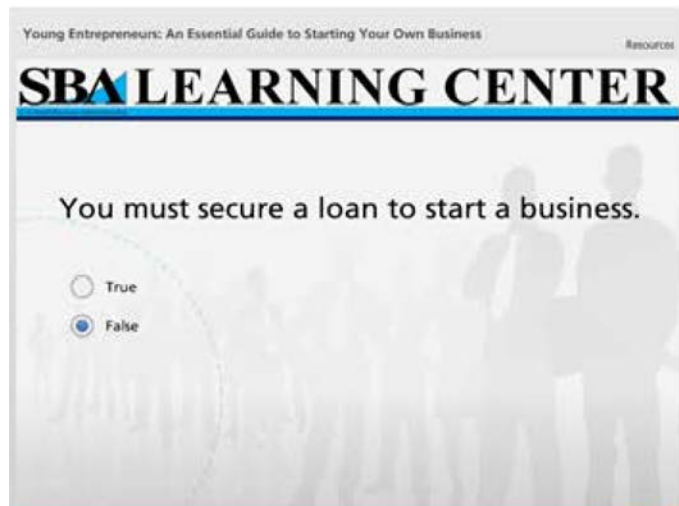 Young Entrepreneurs: An Essential Guide to Starting Your Own Business
Resources
SBA LEARNING CENTER
You must secure a loan to start a business.
True
False